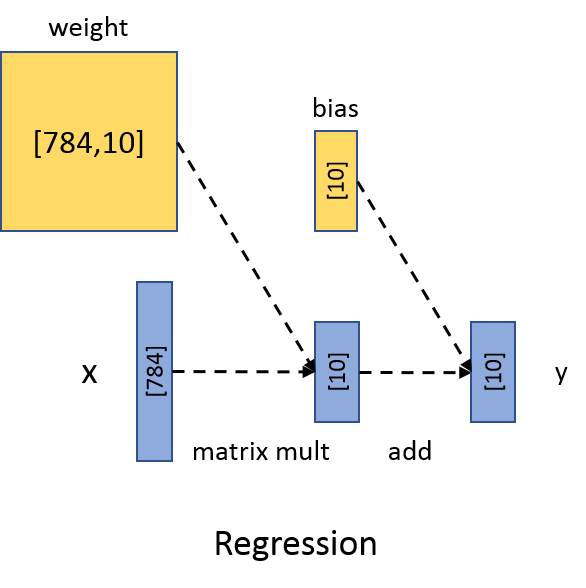 weight
[784,10]
bias
[10]
x
[784]
[10]
[10]
y
matrix mult
add
Regression